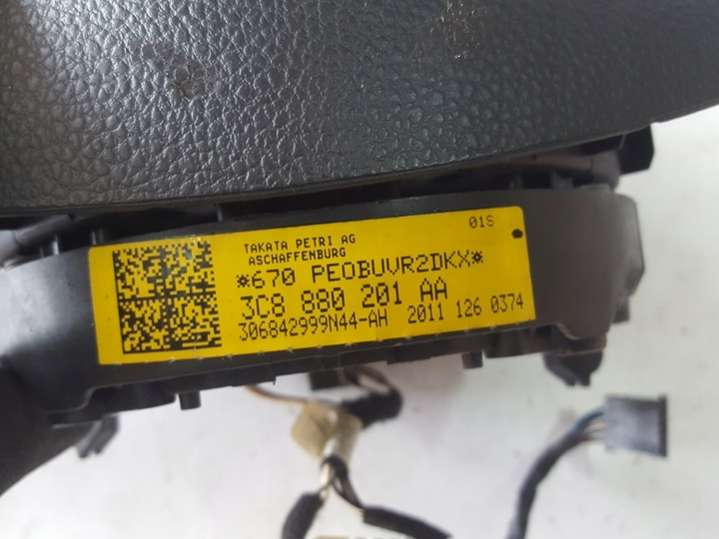 TAKATA PETRI AG
ASCHAFFENBURG
01S
*670 PEOBUVR2DKX*
3C8 880 201 AA
306842999N44-AH 2011 126 0374